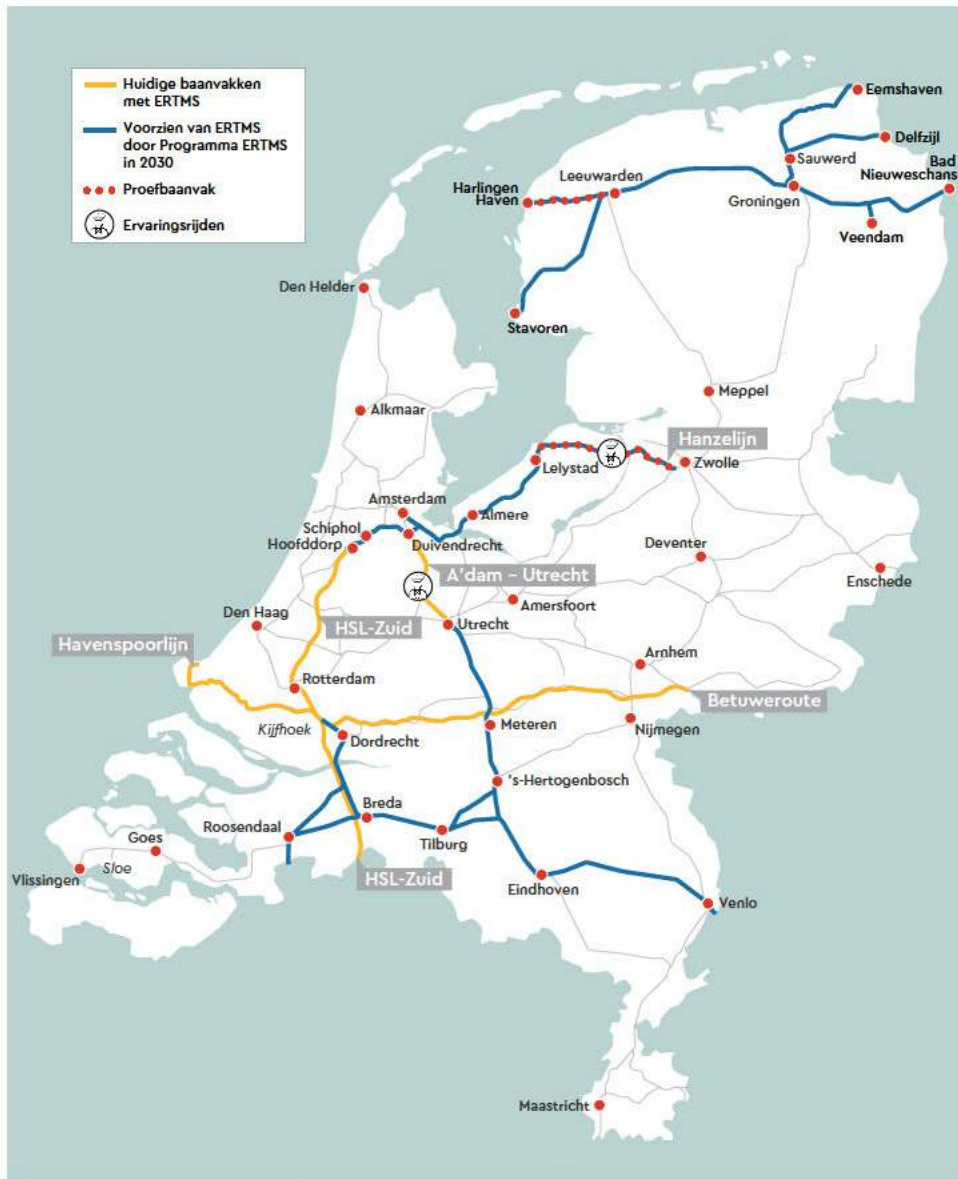 Huidige baanvakken
met ERTMS
Voorzien van ERTMS
door Programma ERTMS
in 2030
Proefbaanvak
Ervaringsrijden
Eemshaven
Delfzijl
Sauwerd
Bad
Nieuweschans
Leeuwarden
Harlingen
Haven
Groningen
Veendam
Den Helder
Stavoren
Meppel
Alkmaar
Hanzelijn
Lelystad
Zwolle
Amsterdam
Almere
Schiphol
Hoofddorp
Duivendrecht
Deventer
A'dam – Utrecht
Enschede
Amersfoort
Den Haag
HSL-Zuid
Utrecht
Havenspoorlijn
Arnhem
Rotterdam
Betuweroute
Kijfhoek
Dordrecht
Meteren
Nijmegen
's-Hertogenbosch
Breda
Roosendaal
Tilburg
Goes
Sloe
Vlissingen
HSL-Zuid
Eindhoven
Venlo
Maastricht